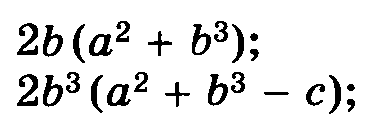 2b(a² + b³);
2b³(a² + b³ − c);